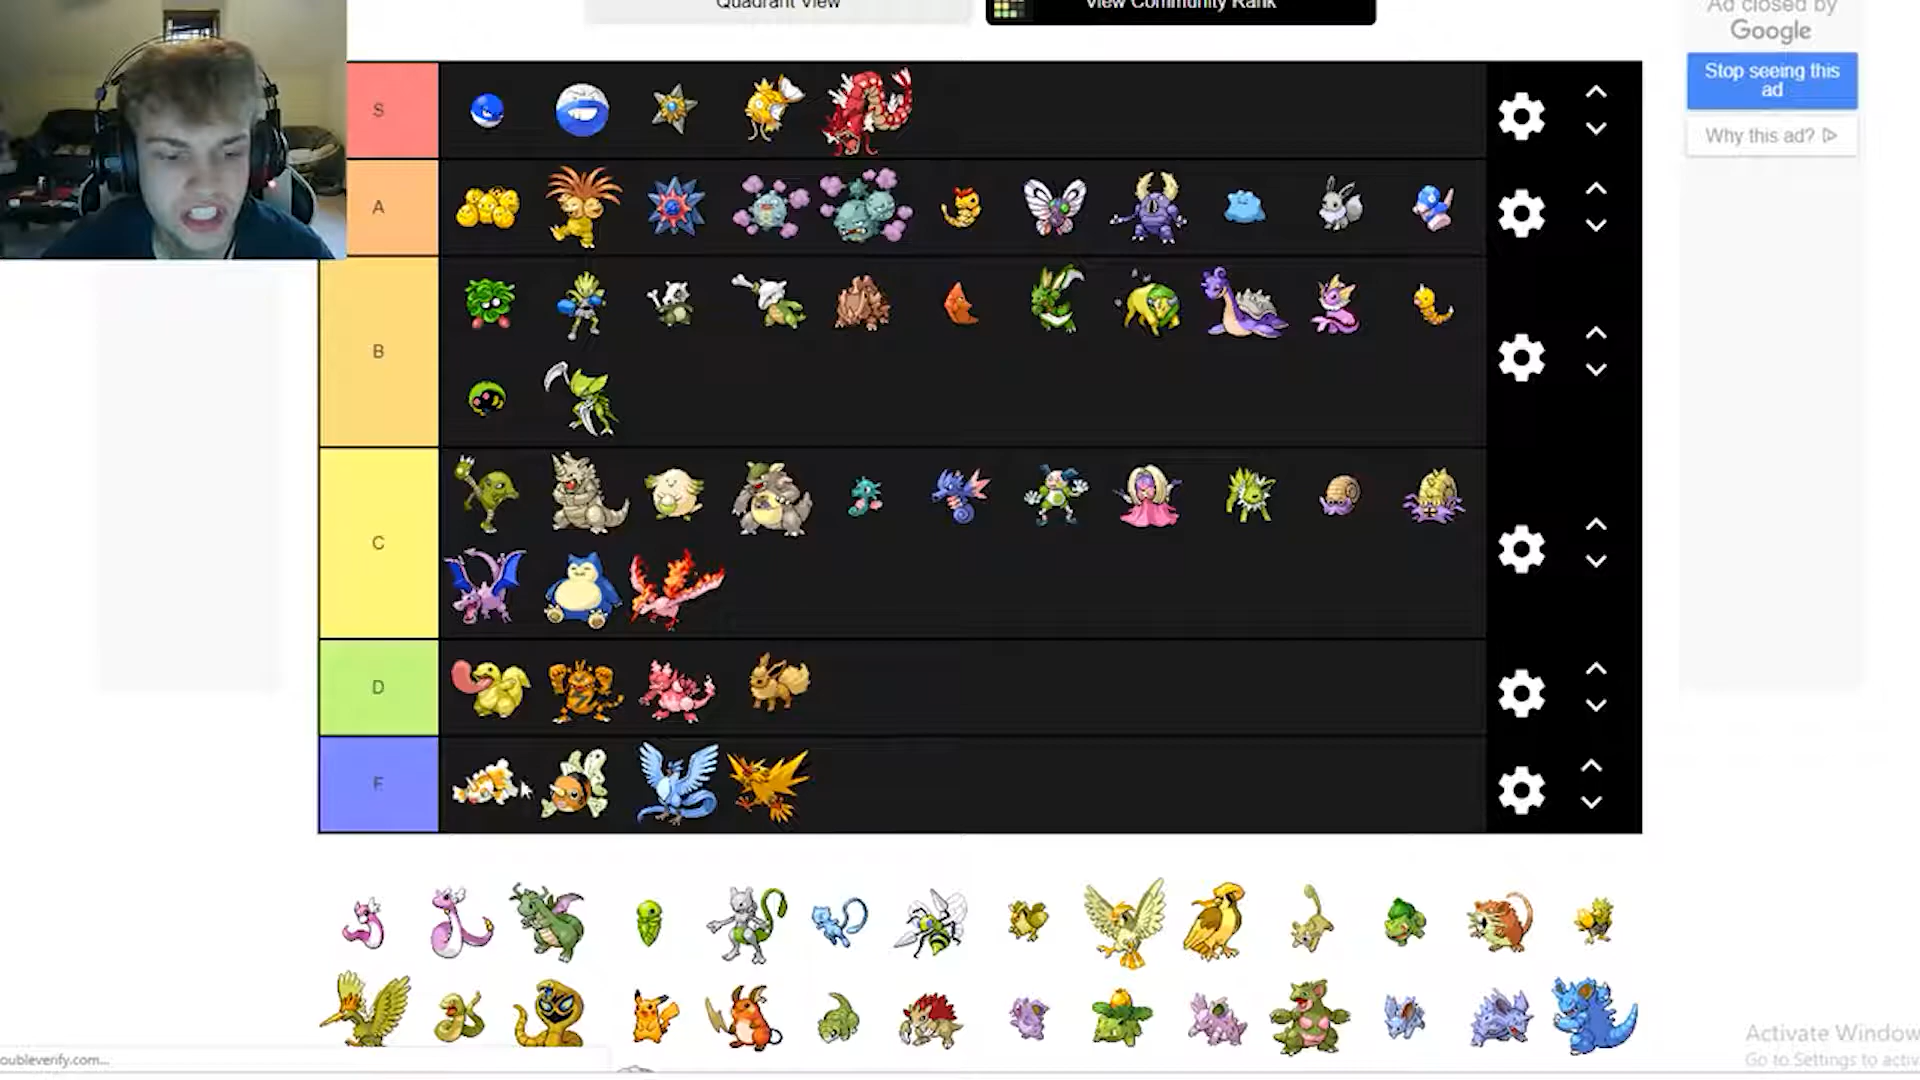 Quadrant View
View Community Rank
Ad closed by
Google
Stop seeing this
ad
Why this ad?
S
A
B
C
D
F
Activate Window
Go to Settings to activ
oubleverify.com...